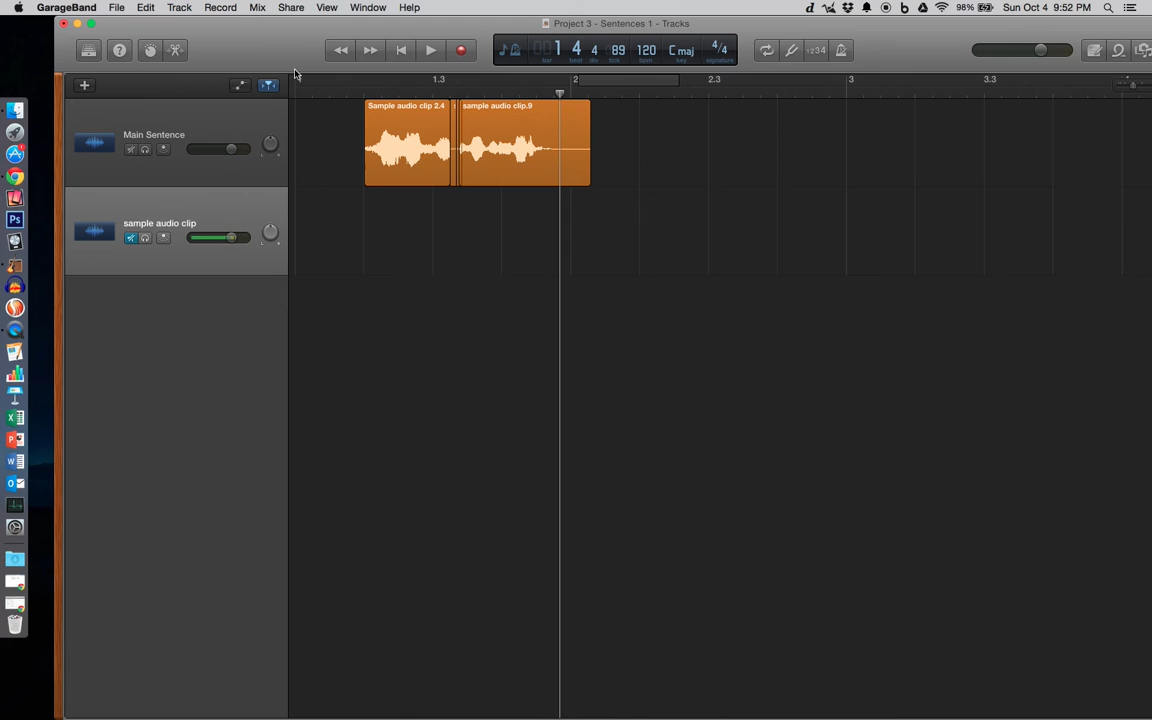 GarageBand File Edit Track Record Mix Share View Window Help
98% Sun Oct 4 9:52 PM
Project 3 - Sentences 1 - Tracks
1 4 4 89 120 C maj 4/4
bar beat div tick bpm key signature
1234
1.3 2 2.3 3 3.3
Sample audio clip 2.4 sample audio clip.9
Main Sentence
L R
sample audio clip
L R